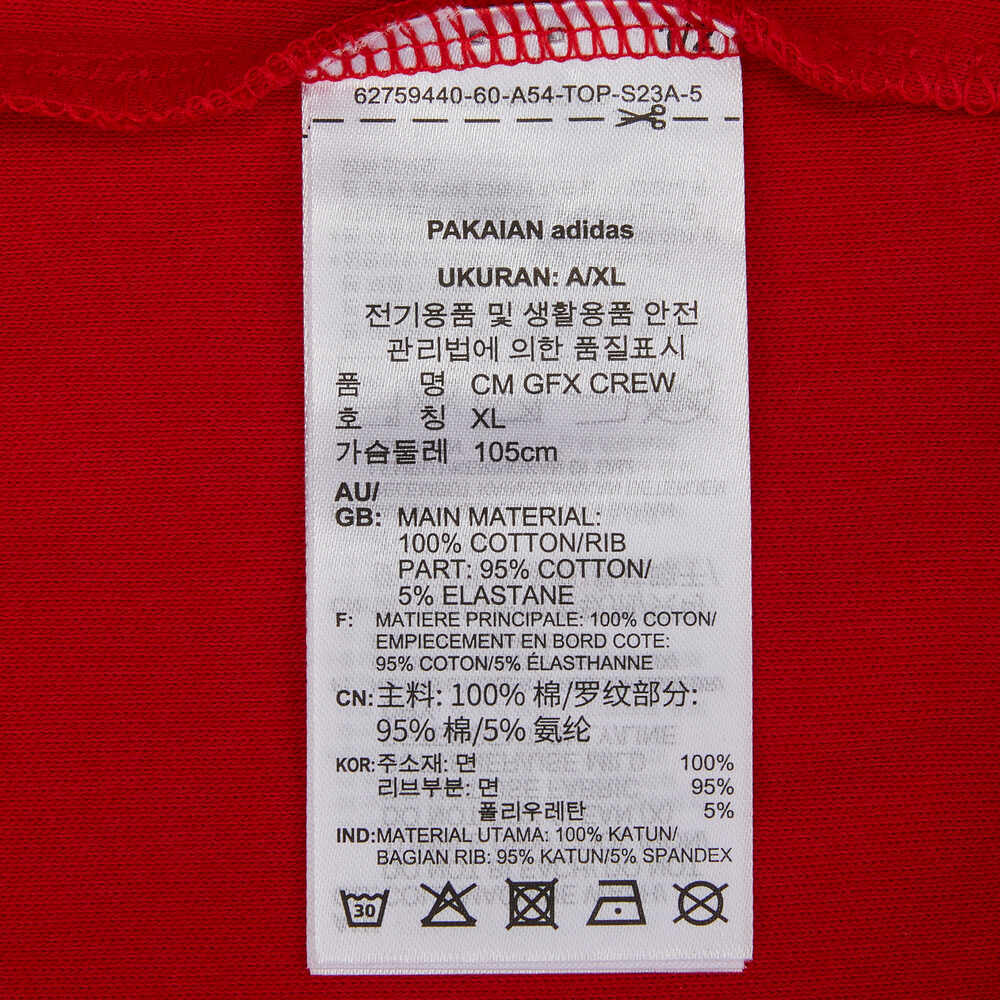 62759440-60-A54-TOP-S23A-5
PAKAIAN adidas
UKURAN: A/XL
전기용품 및 생활용품 안전
관리법에 의한 품질표시
품 명 CM GFX CREW
호 칭 XL
가슴둘레 105cm
AU/
GB: MAIN MATERIAL:
100% COTTON/RIB
PART: 95% COTTON/
5% ELASTANE
F: MATIERE PRINCIPALE: 100% COTON/
EMPIECEMENT EN BORD COTE:
95% COTON/5% ÉLASTHANNE
CN: 主料: 100% 棉/罗纹部分:
95% 棉/5% 氨纶
KOR: 주소재: 면 100%
리브부분: 면 95%
폴리우레탄 5%
IND: MATERIAL UTAMA: 100% KATUN/
BAGIAN RIB: 95% KATUN/5% SPANDEX
30